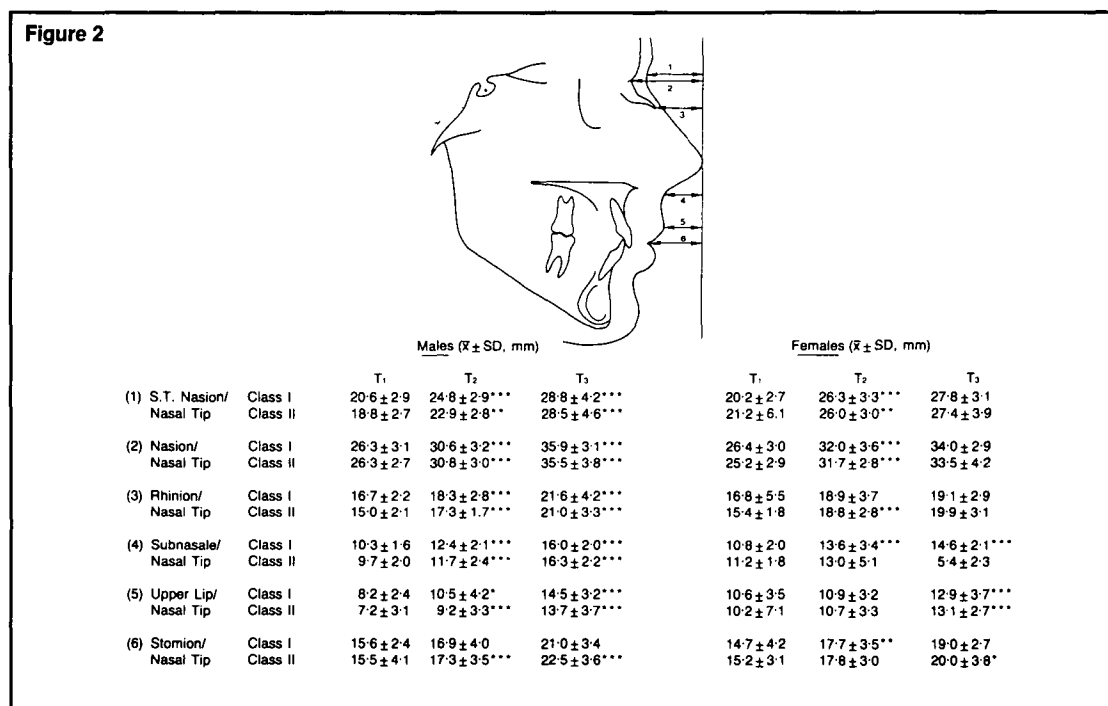 Figure 2
1
2
3
4
5
6
Males (x̄ ± SD, mm) Females (x̄ ± SD, mm)
T₁ T₂ T₃ T₁ T₂ T₃
(1) S.T. Nasion/ Class I 20·6 ± 2·9 24·8 ± 2·9*** 28·8 ± 4·2*** 20·2 ± 2·7 26·3 ± 3·3*** 27·8 ± 3·1
Nasal Tip Class II 18·8 ± 2·7 22·9 ± 2·8** 28·5 ± 4·6*** 21·2 ± 6·1 26·0 ± 3·0** 27·4 ± 3·9
(2) Nasion/ Class I 26·3 ± 3·1 30·6 ± 3·2*** 35·9 ± 3·1*** 26·4 ± 3·0 32·0 ± 3·6*** 34·0 ± 2·9
Nasal Tip Class II 26·3 ± 2·7 30·8 ± 3·0*** 35·5 ± 3·8*** 25·2 ± 2·9 31·7 ± 2·8*** 33·5 ± 4·2
(3) Rhinion/ Class I 16·7 ± 2·2 18·3 ± 2·8*** 21·6 ± 4·2*** 16·8 ± 5·5 18·9 ± 3·7 19·1 ± 2·9
Nasal Tip Class II 15·0 ± 2·1 17·3 ± 1·7*** 21·0 ± 3·3*** 15·4 ± 1·8 18·8 ± 2·8*** 19·9 ± 3·1
(4) Subnasale/ Class I 10·3 ± 1·6 12·4 ± 2·1*** 16·0 ± 2·0*** 10·8 ± 2·0 13·6 ± 3·4*** 14·6 ± 2·1***
Nasal Tip Class II 9·7 ± 2·0 11·7 ± 2·4*** 16·3 ± 2·2*** 11·2 ± 1·8 13·0 ± 5·1 5·4 ± 2·3
(5) Upper Lip/ Class I 8·2 ± 2·4 10·5 ± 4·2* 14·5 ± 3·2*** 10·6 ± 3·5 10·9 ± 3·2 12·9 ± 3·7***
Nasal Tip Class II 7·2 ± 3·1 9·2 ± 3·3*** 13·7 ± 3·7*** 10·2 ± 7·1 10·7 ± 3·3 13·1 ± 2·7***
(6) Stomion/ Class I 15·6 ± 2·4 16·9 ± 4·0 21·0 ± 3·4 14·7 ± 4·2 17·7 ± 3·5** 19·0 ± 2·7
Nasal Tip Class II 15·5 ± 4·1 17·3 ± 3·5*** 22·5 ± 3·6*** 15·2 ± 3·1 17·8 ± 3·0 20·0 ± 3·8*